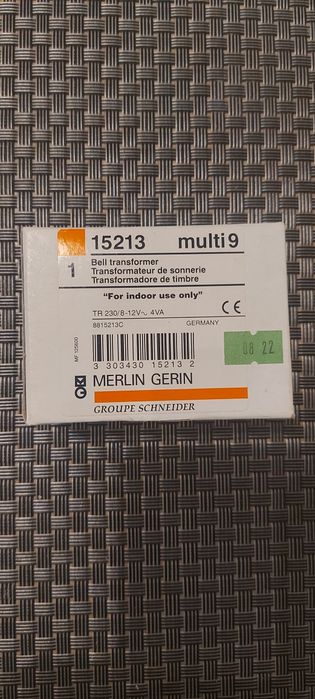 15213 multi 9
1
Bell transformer
Transformateur de sonnerie
Transformadore de timbre
"For indoor use only"
TR 230/8-12V~ 4VA
CE
8815213C GERMANY
3 303430 15213 2
08 22
MERLIN GERIN
GROUPE SCHNEIDER